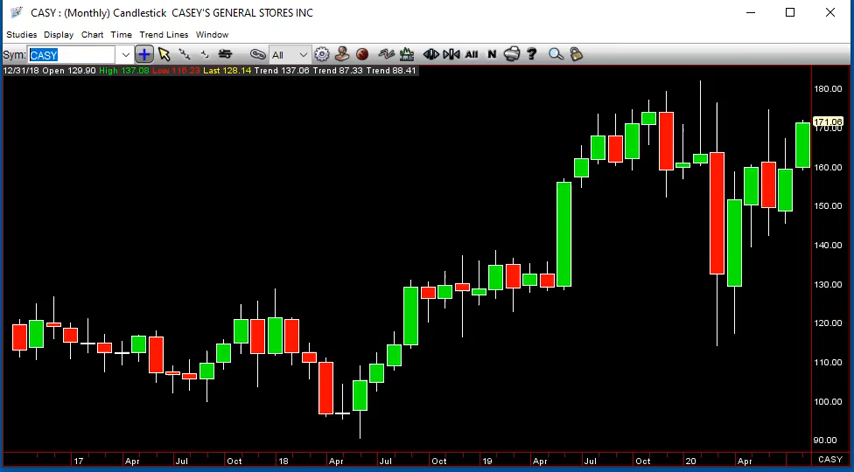 CASY : (Monthly) Candlestick CASEY'S GENERAL STORES INC
Studies Display Chart Time Trend Lines Window
Sym: CASY All All N ?
12/31/18 Open 129.90 High 137.08 Low 116.23 Last 128.14 Trend 137.06 Trend 87.33 Trend 88.41
180.00
171.06
170.00
160.00
150.00
140.00
130.00
120.00
110.00
100.00
90.00
17 Apr Jul Oct 18 Apr Jul Oct 19 Apr Jul Oct 20 Apr CASY